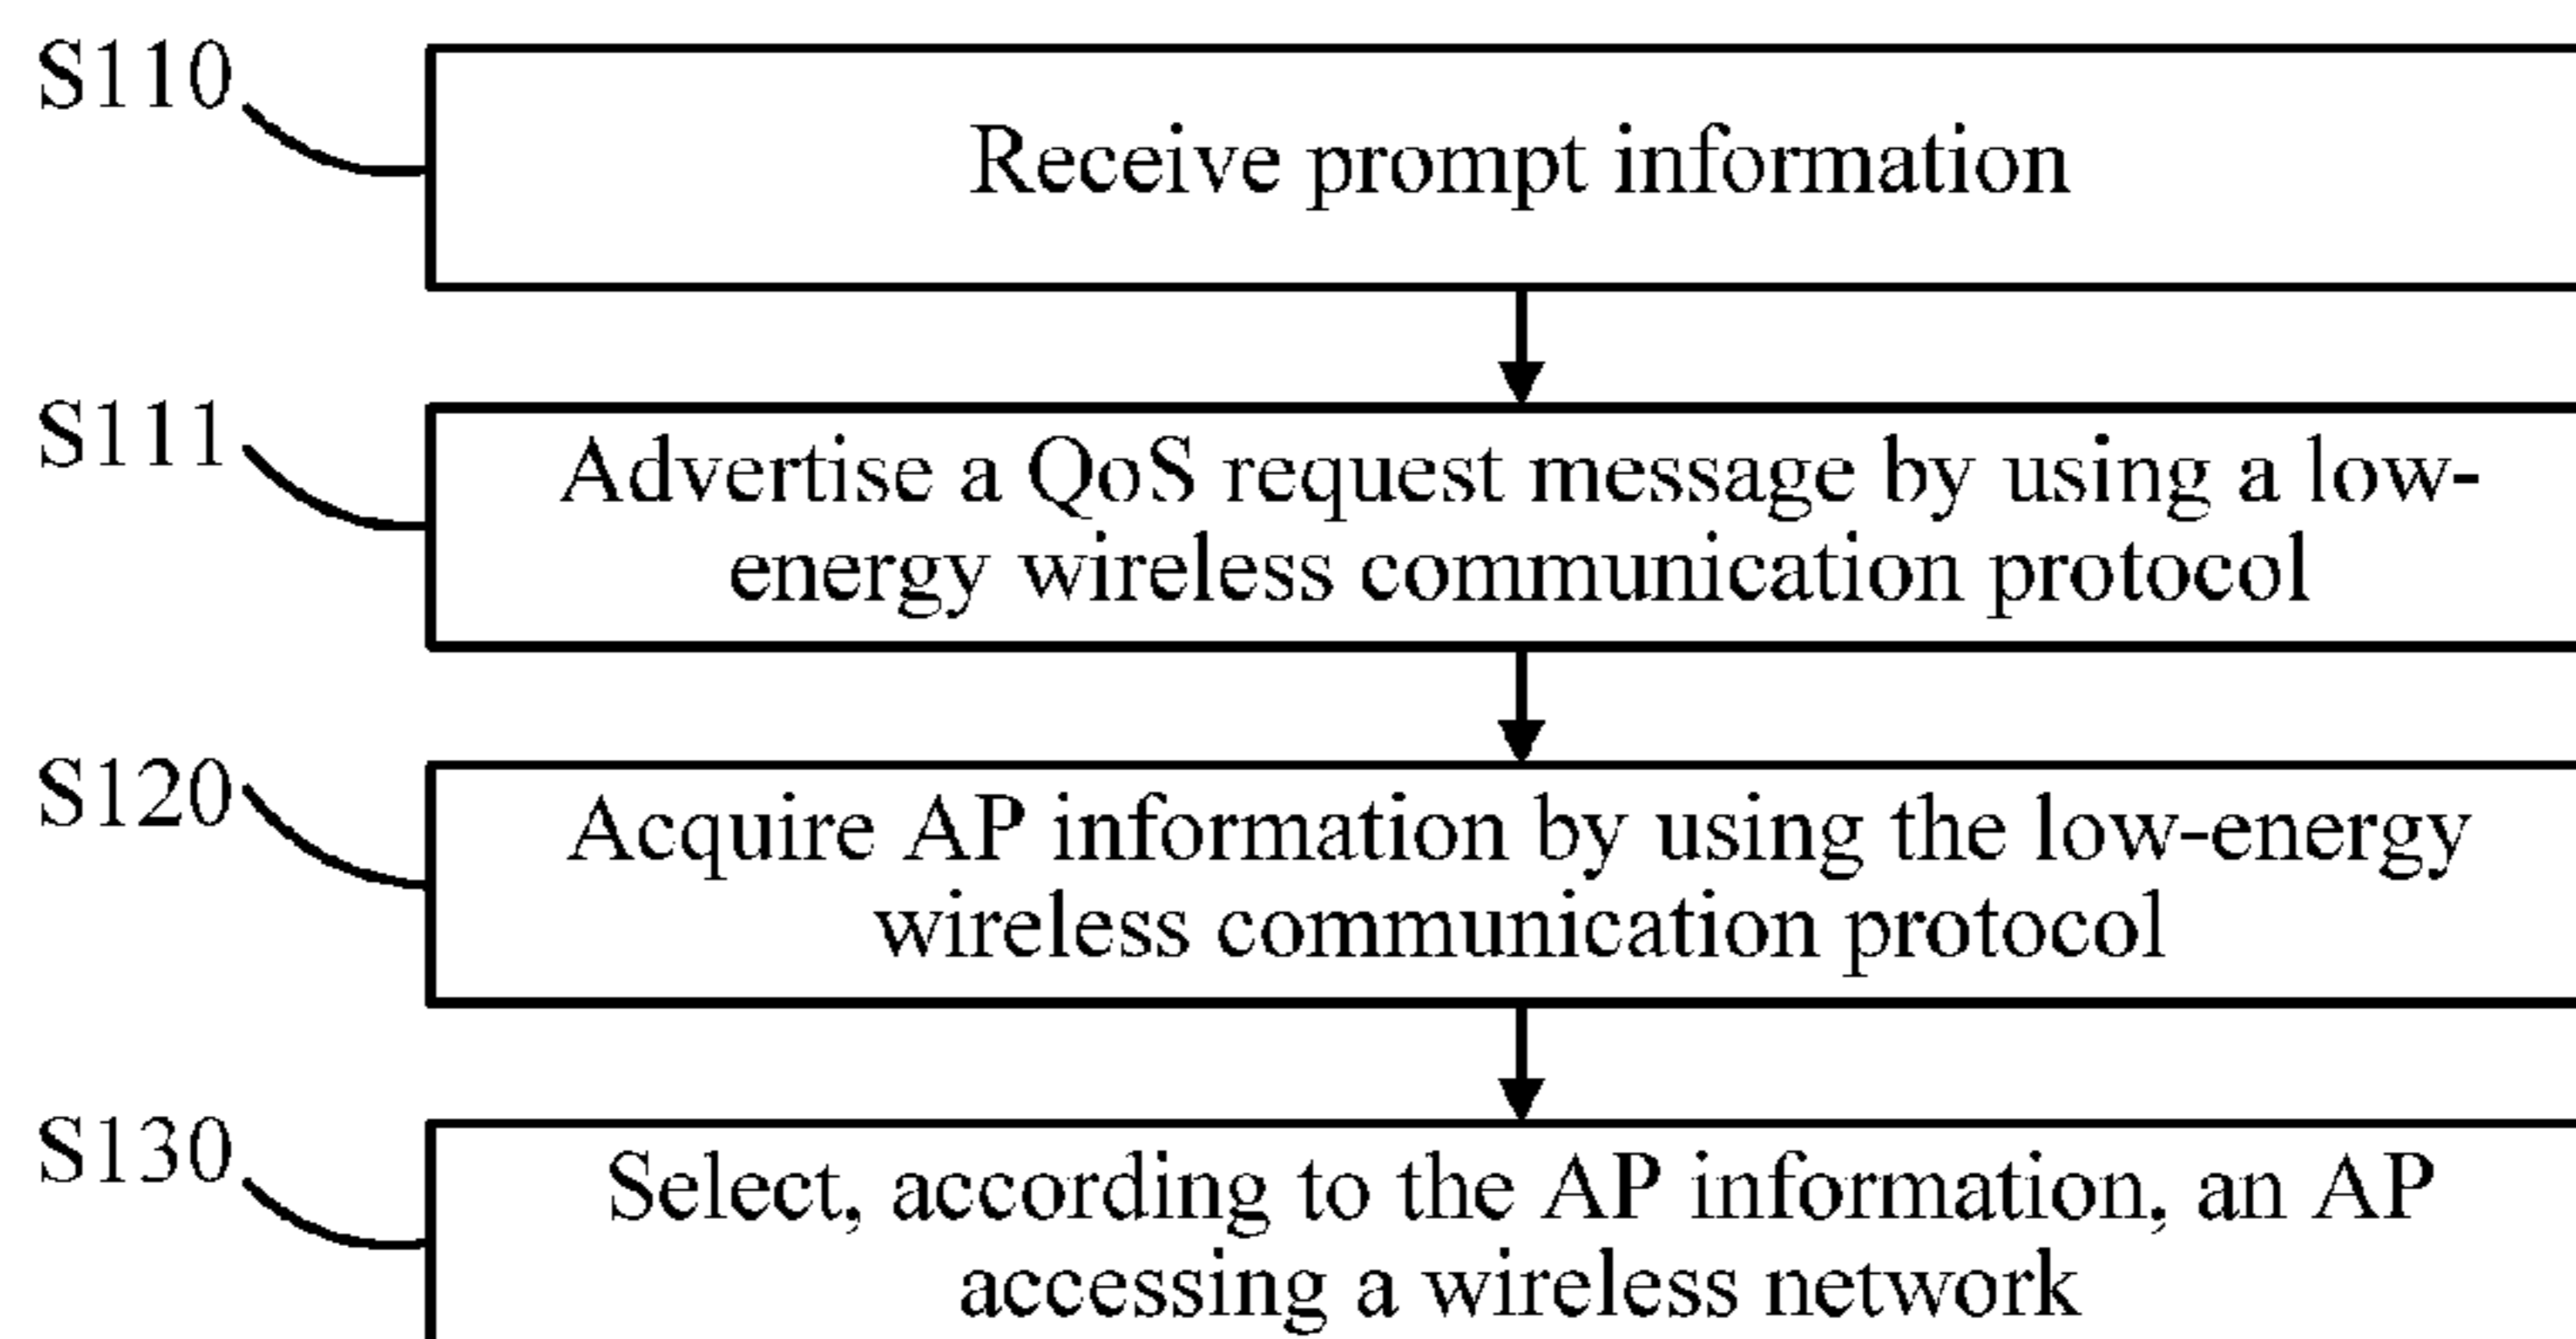 S110
Receive prompt information
S111
Advertise a QoS request message by using a low-
energy wireless communication protocol
S120
Acquire AP information by using the low-energy
wireless communication protocol
S130
Select, according to the AP information, an AP
accessing a wireless network